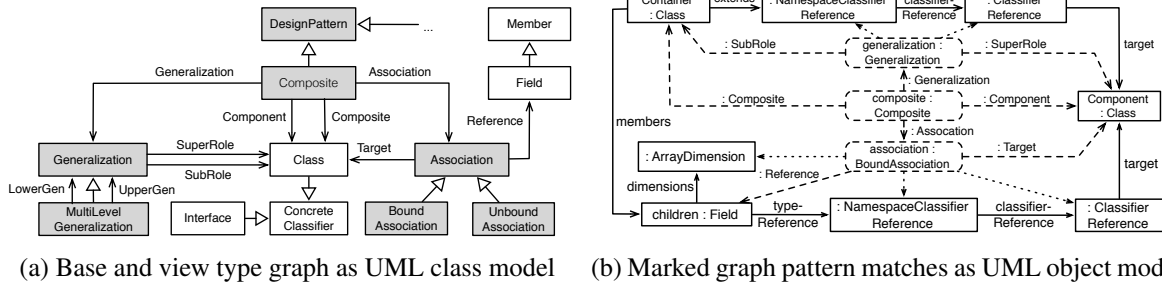 DesignPattern
...
Member
Generalization
Composite
Association
Field
Component
Composite
Reference
Generalization
SuperRole
SubRole
Class
Target
Association
LowerGen
UpperGen
MultiLevel
Generalization
Interface
Concrete
Classifier
Bound
Association
Unbound
Association
(a) Base and view type graph as UML class model
Container
: Class
: NamespaceClassifier
Reference
classifier-
Reference
: Classifier
Reference
: SubRole
generalization :
Generalization
: SuperRole
target
: Generalization
: Composite
composite :
Composite
: Component
Component
: Class
members
: Assocation
: ArrayDimension
association :
BoundAssociation
: Target
: Reference
target
dimensions
children : Field
type-
Reference
: NamespaceClassifier
Reference
classifier-
Reference
: Classifier
Reference
(b) Marked graph pattern matches as UML object mod